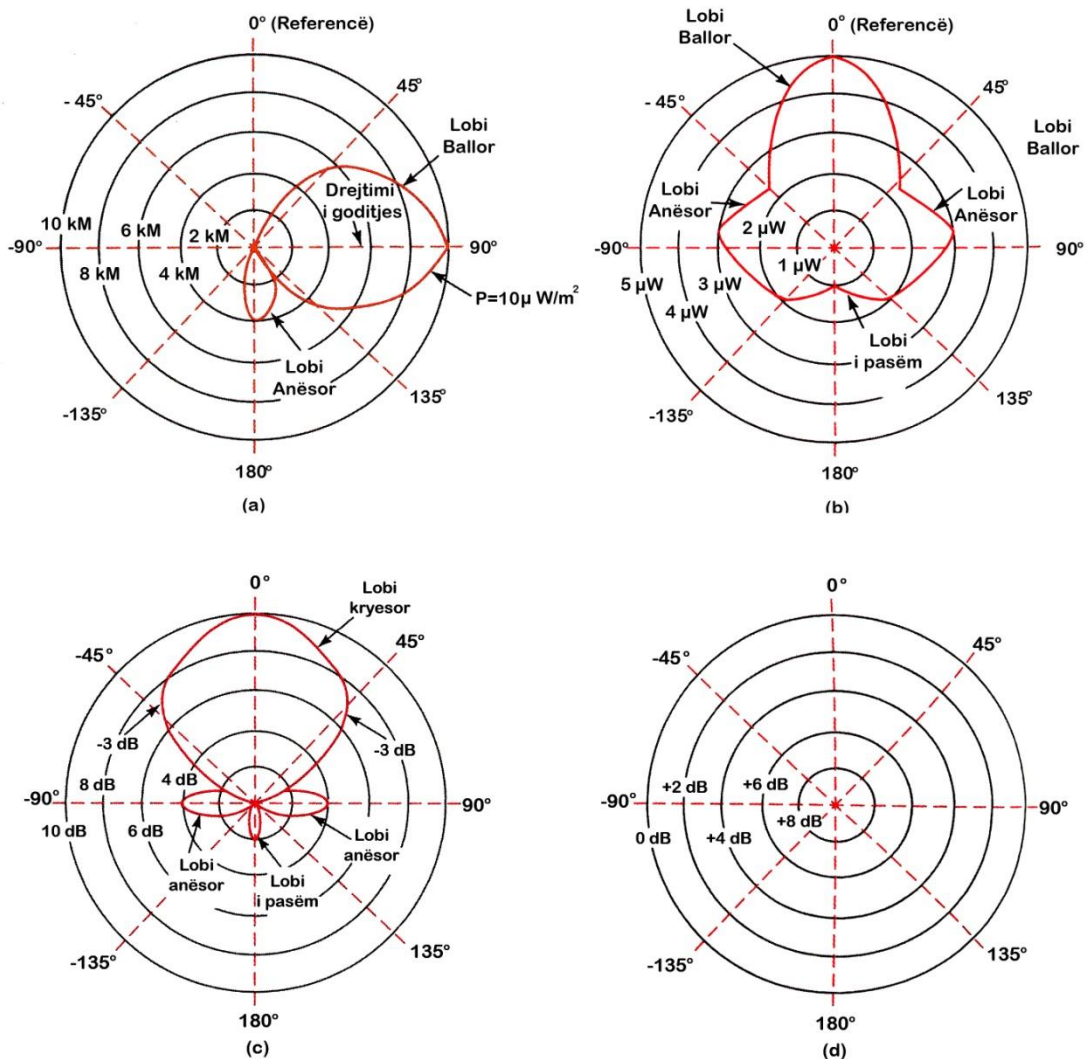 0° (Referencë)
- 45°
45°
Lobi
Ballor
Drejtimi
i goditjes
10 kM
6 kM
2 kM
-90°
90°
8 kM
4 kM
P=10µ W/m²
Lobi
Anësor
-135°
135°
180°
(a)
Lobi
Ballor
0° (Referencë)
- 45°
45°
Lobi
Ballor
Lobi
Anësor
Lobi
Anësor
2 µW
-90°
90°
1 µW
5 µW
3 µW
4 µW
Lobi
i pasëm
-135°
135°
180°
(b)
0°
Lobi
kryesor
-45°
45°
-3 dB
-3 dB
8 dB
4 dB
-90°
90°
10 dB
6 dB
Lobi
anësor
Lobi
i pasëm
Lobi
anësor
-135°
135°
180°
(c)
0°
-45°
45°
+2 dB
+6 dB
-90°
90°
0 dB
+4 dB
+8 dB
-135°
135°
180°
(d)